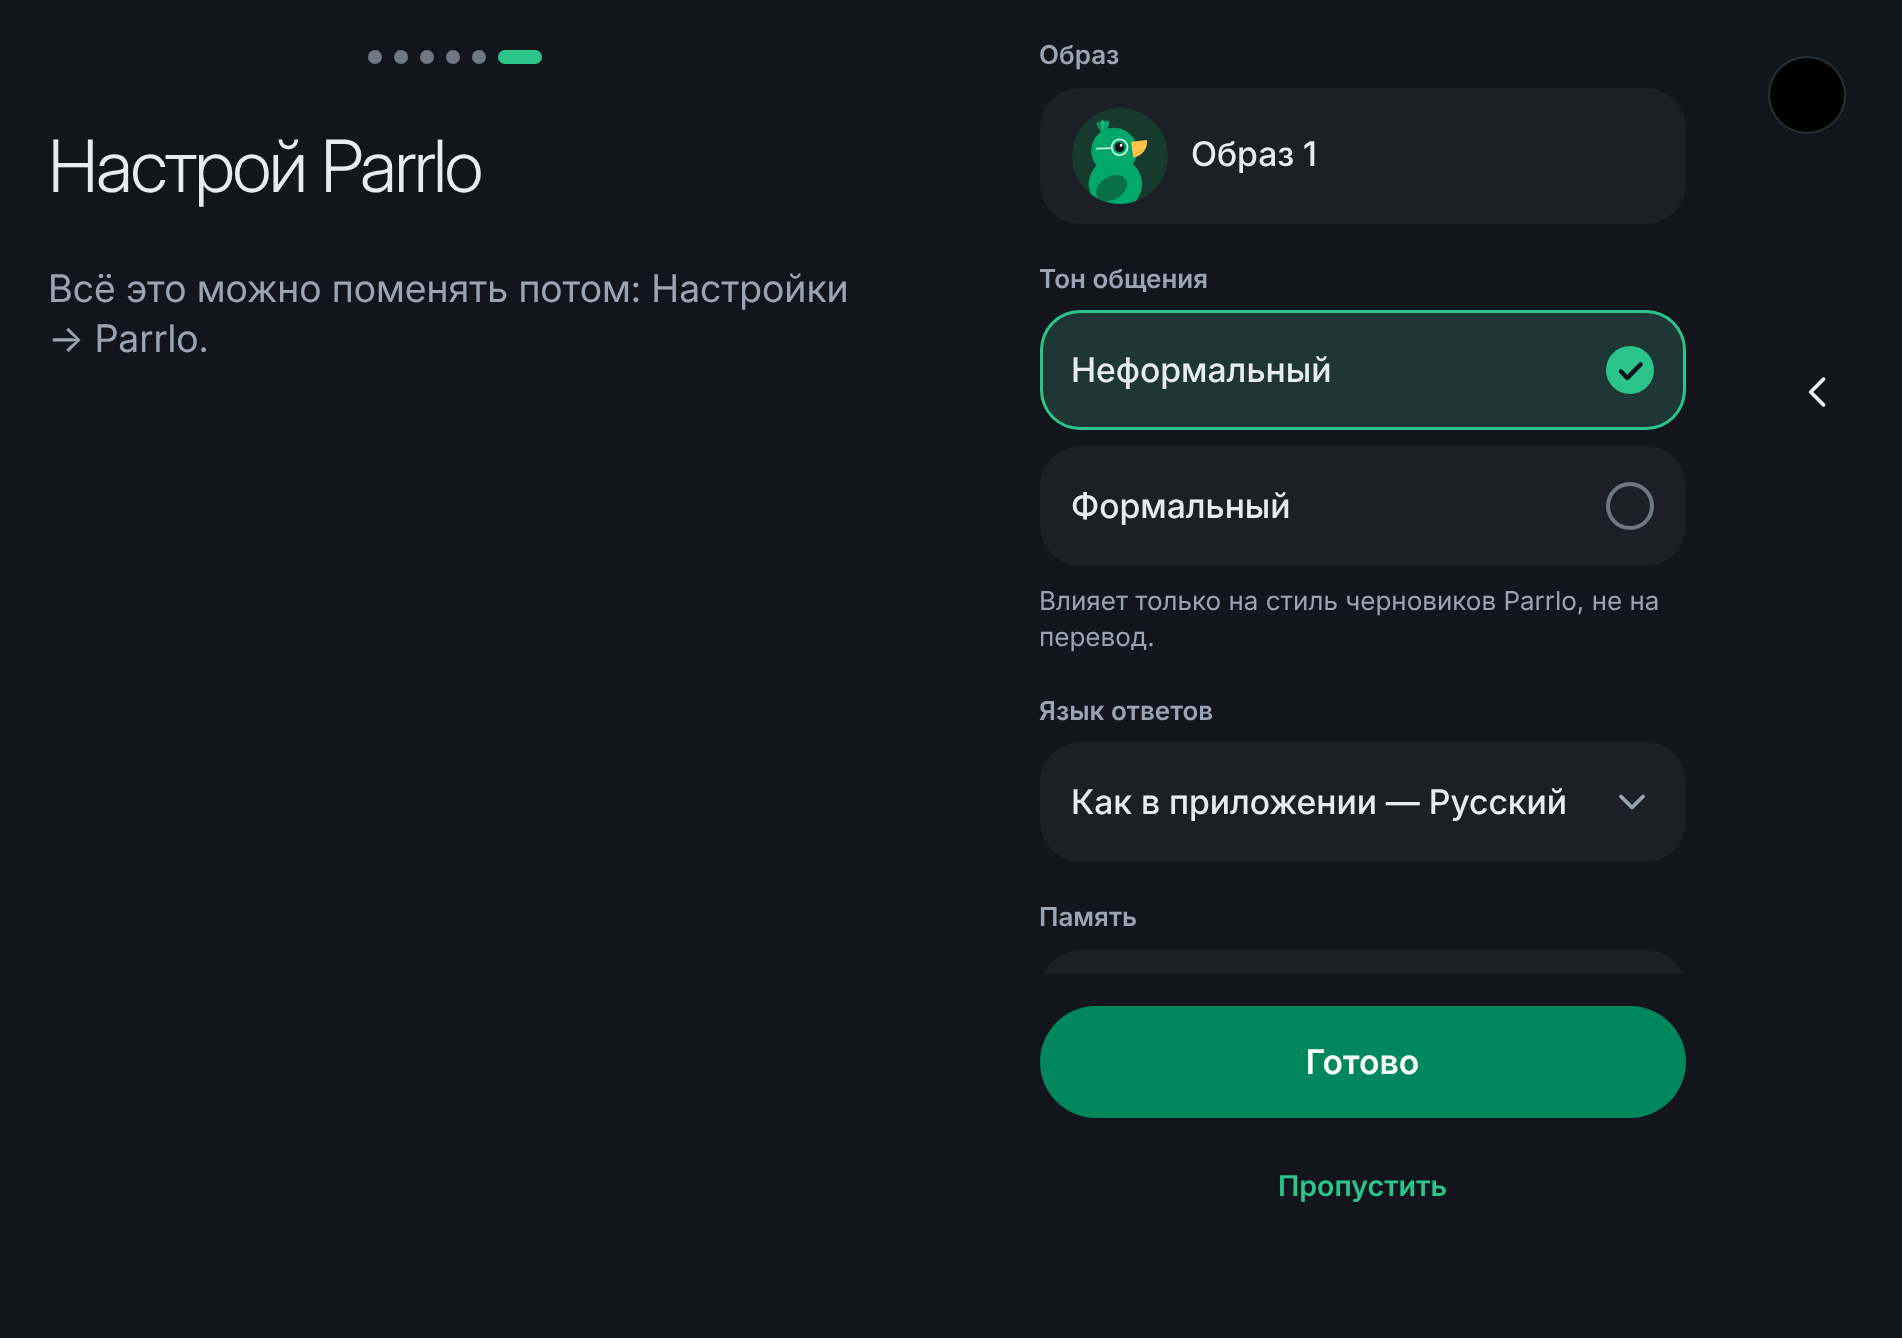 Настрой Parrlo
Всё это можно поменять потом: Настройки
→ Parrlo.
Образ
Образ 1
Тон общения
Неформальный
Формальный
Влияет только на стиль черновиков Parrlo, не на
перевод.
Язык ответов
Как в приложении — Русский
Память
Готово
Пропустить